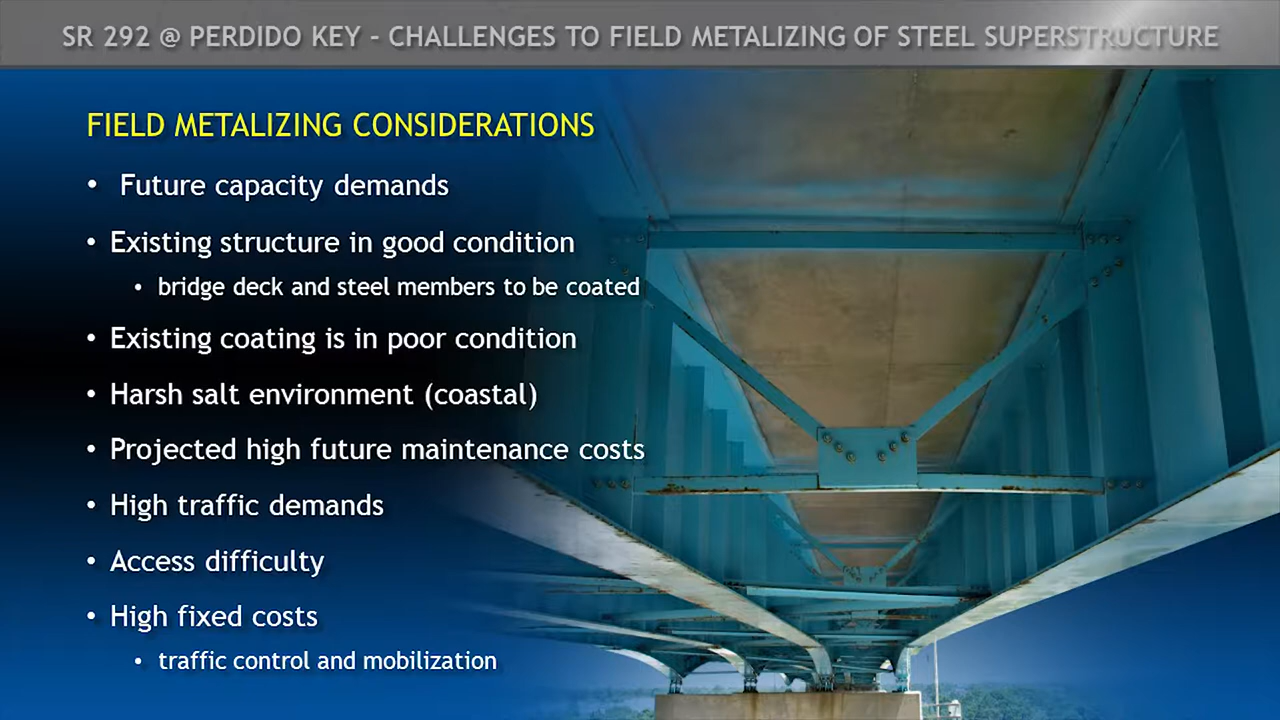 SR 292 @ PERDIDO KEY - CHALLENGES TO FIELD METALIZING OF STEEL SUPERSTRUCTURE
FIELD METALIZING CONSIDERATIONS
• Future capacity demands
• Existing structure in good condition
• bridge deck and steel members to be coated
• Existing coating is in poor condition
• Harsh salt environment (coastal)
• Projected high future maintenance costs
• High traffic demands
• Access difficulty
• High fixed costs
• traffic control and mobilization